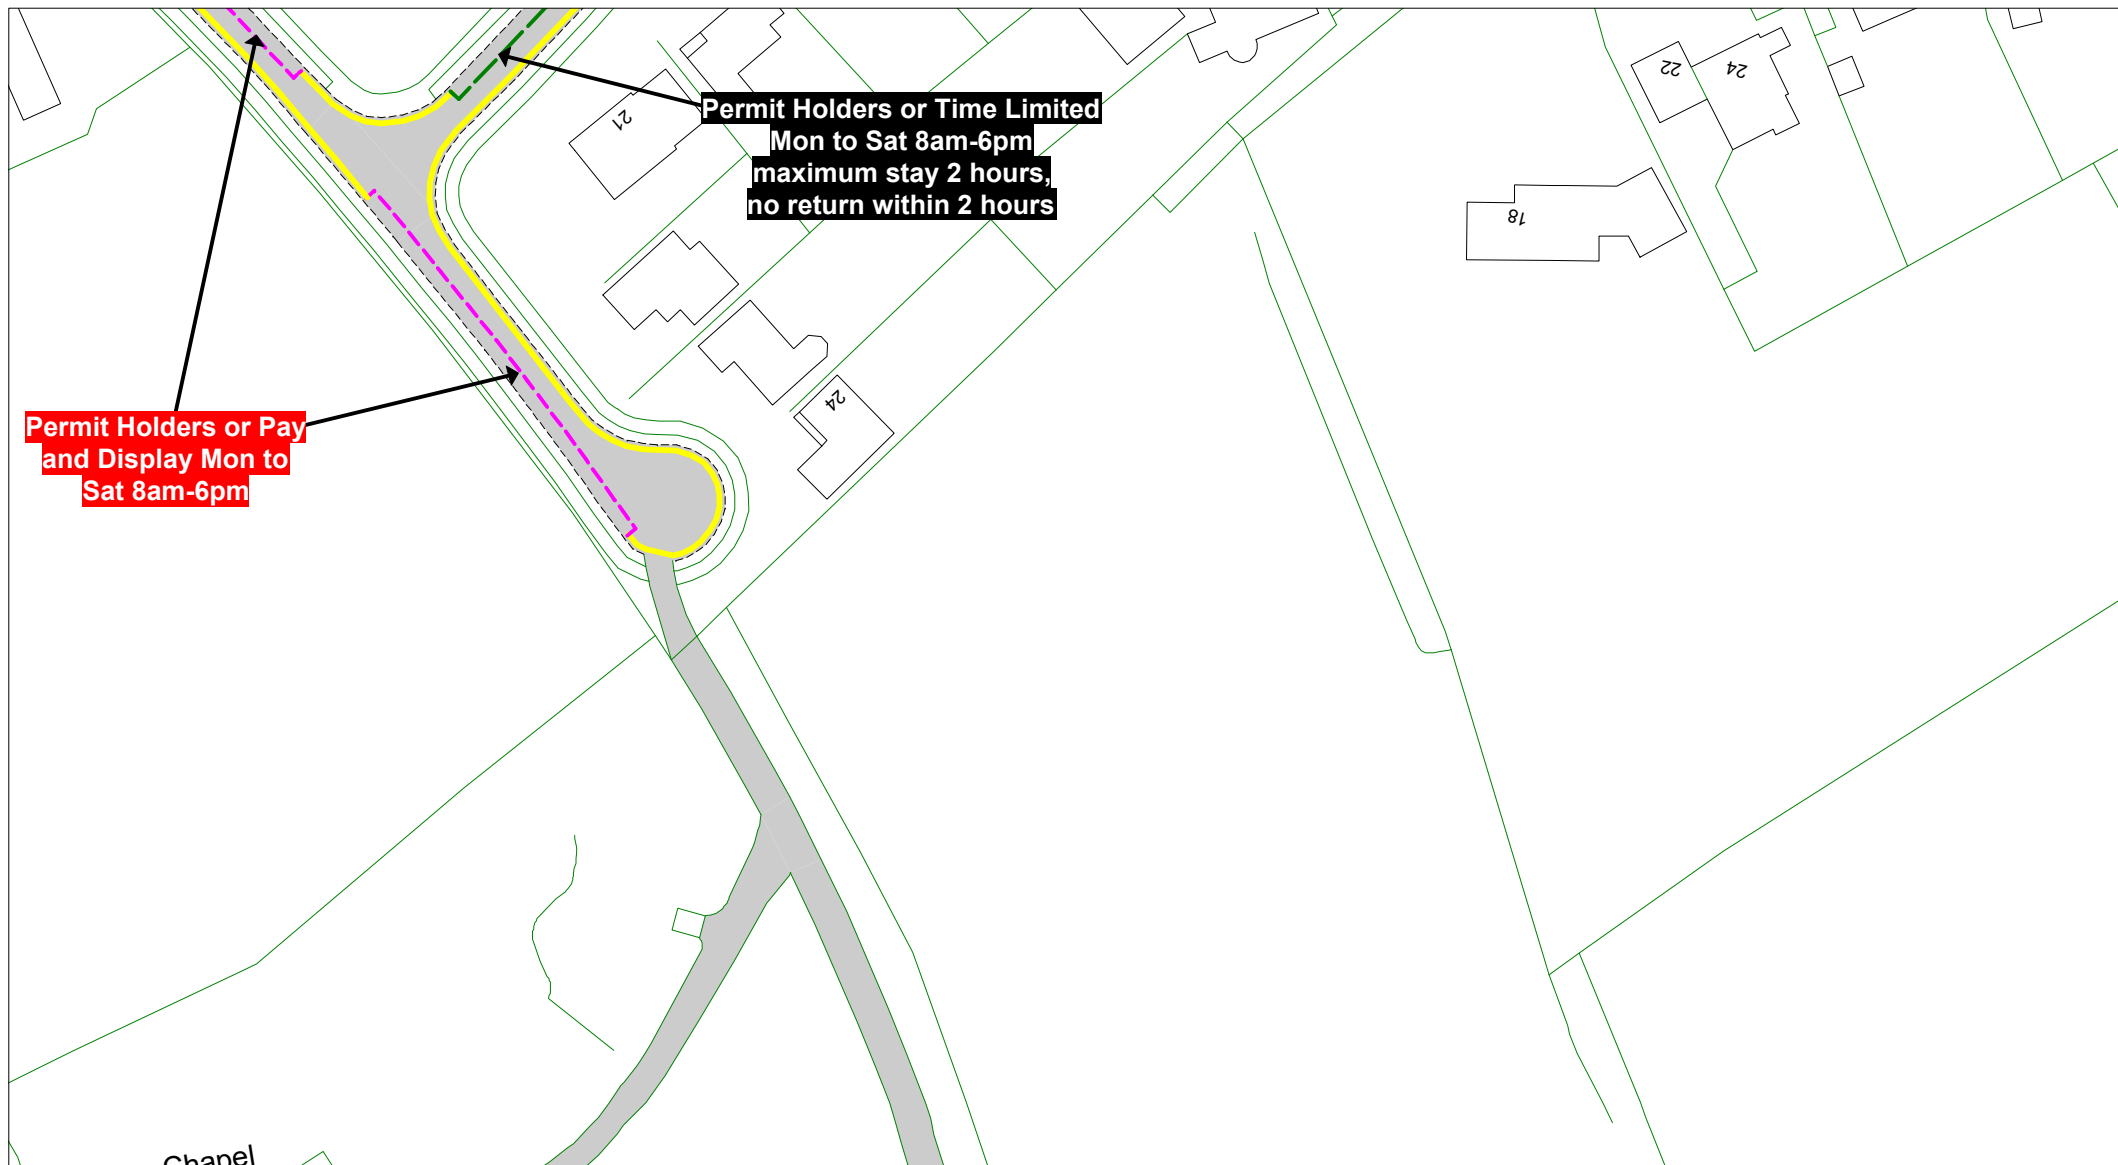 22
24
21
Permit Holders or Time Limited
Mon to Sat 8am-6pm
maximum stay 2 hours,
no return within 2 hours
18
24
Permit Holders or Pay
and Display Mon to
Sat 8am-6pm
Chapel